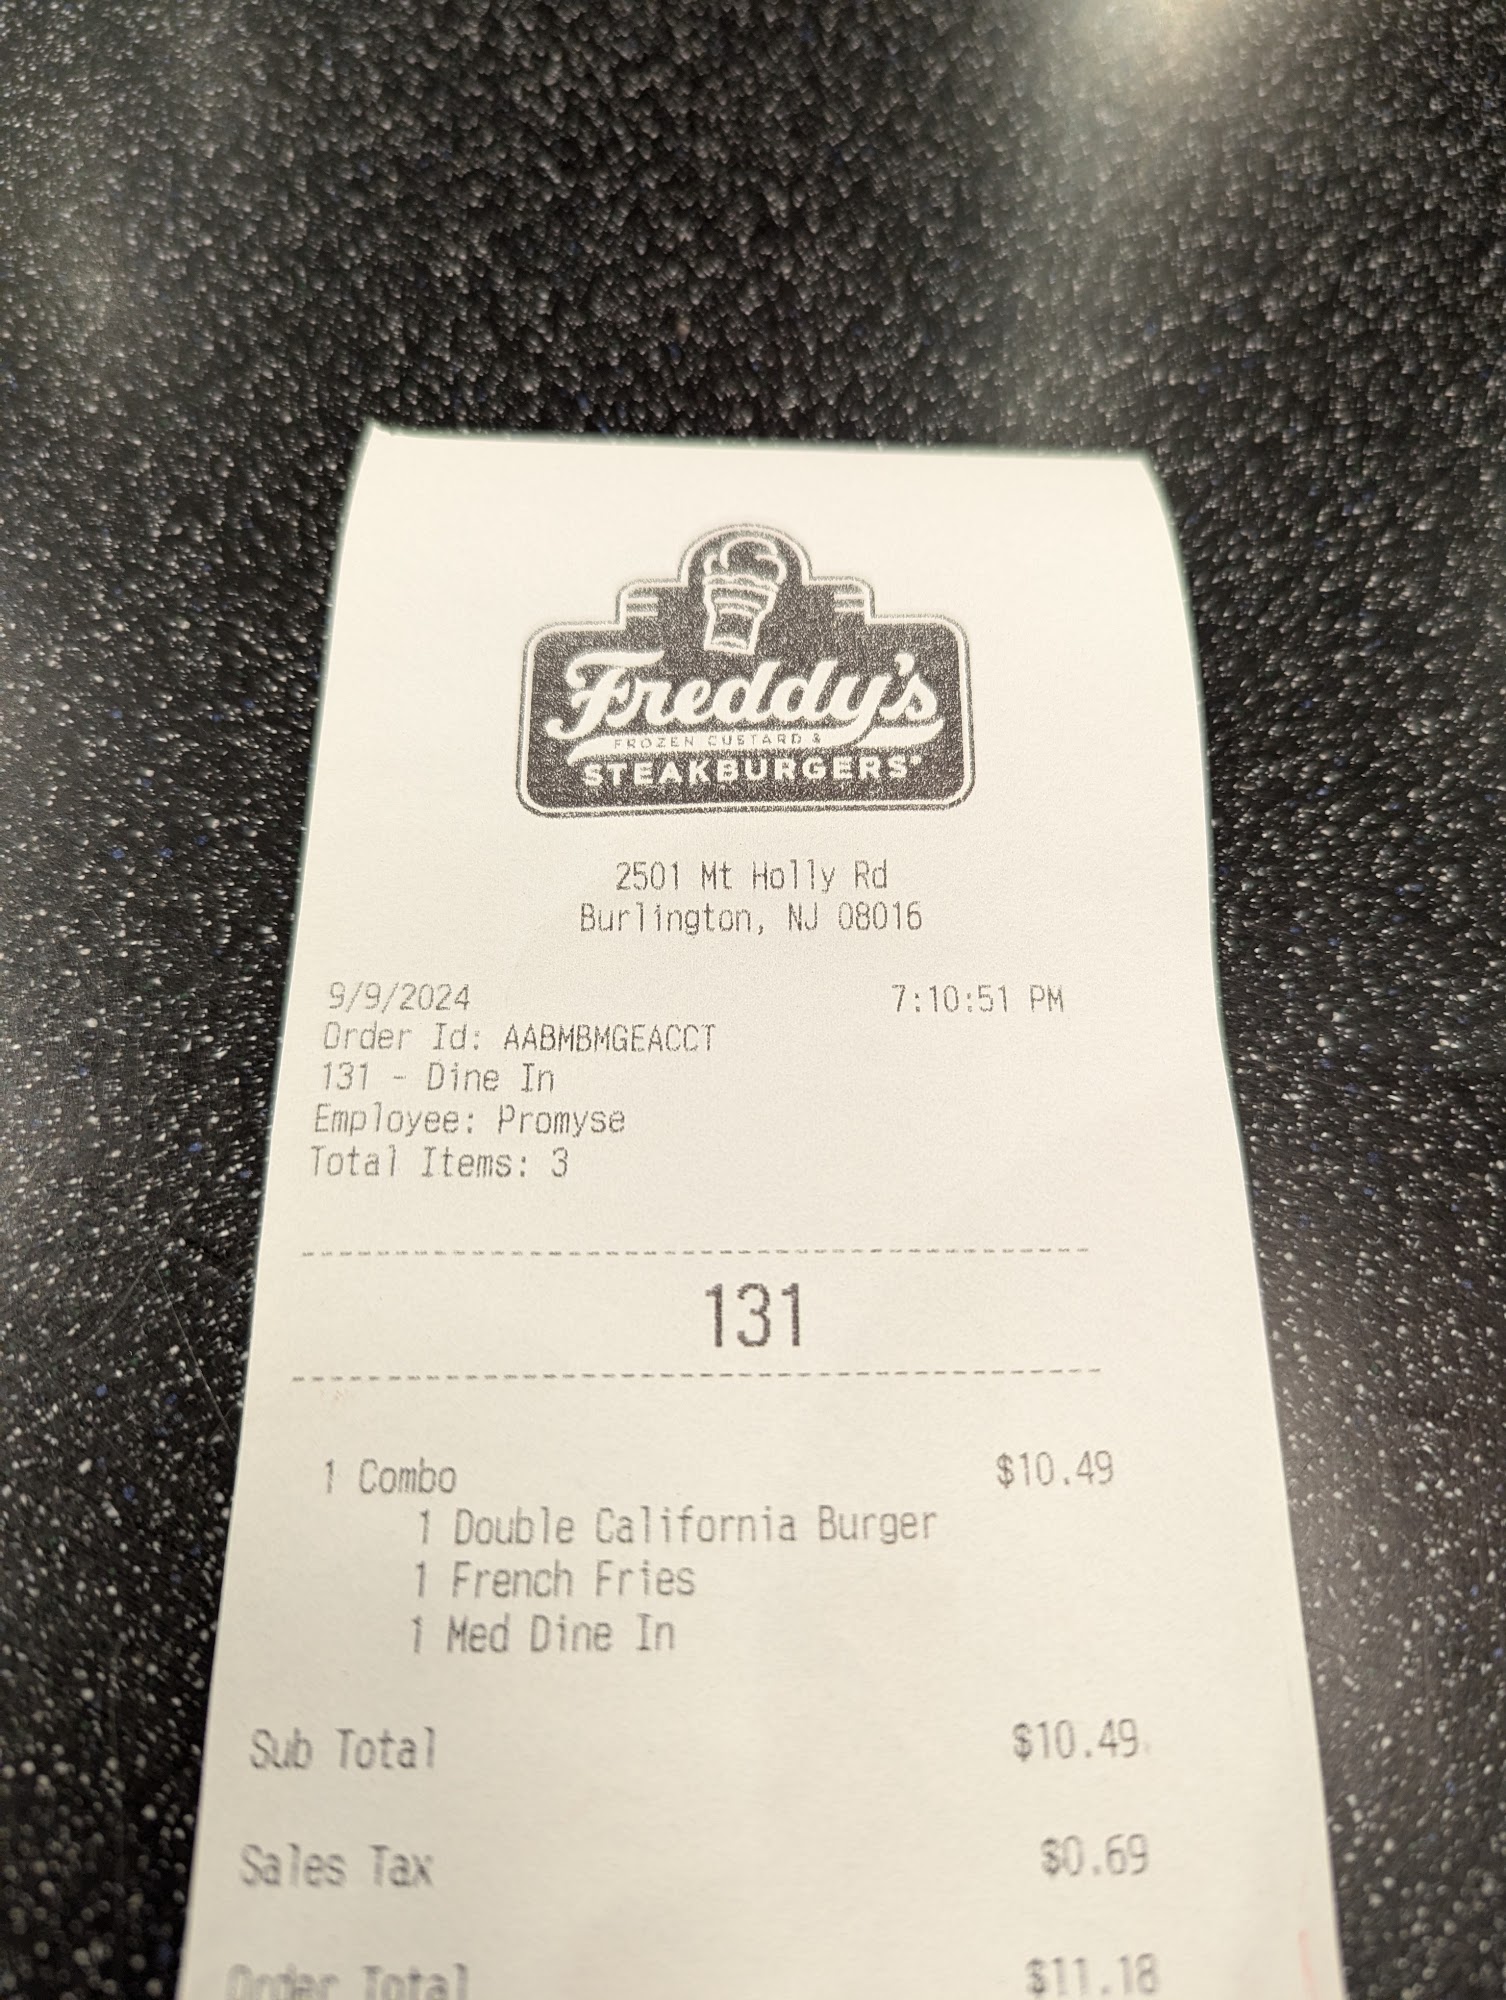 Freddy's
FROZEN CUSTARD &
STEAKBURGERS®
2501 Mt Holly Rd
Burlington, NJ 08016
9/9/2024 7:10:51 PM
Order Id: AABMBMGEACCT
131 - Dine In
Employee: Promyse
Total Items: 3
131
1 Combo $10.49
1 Double California Burger
1 French Fries
1 Med Dine In
Sub Total $10.49
Sales Tax $0.69
Order Total $11.18